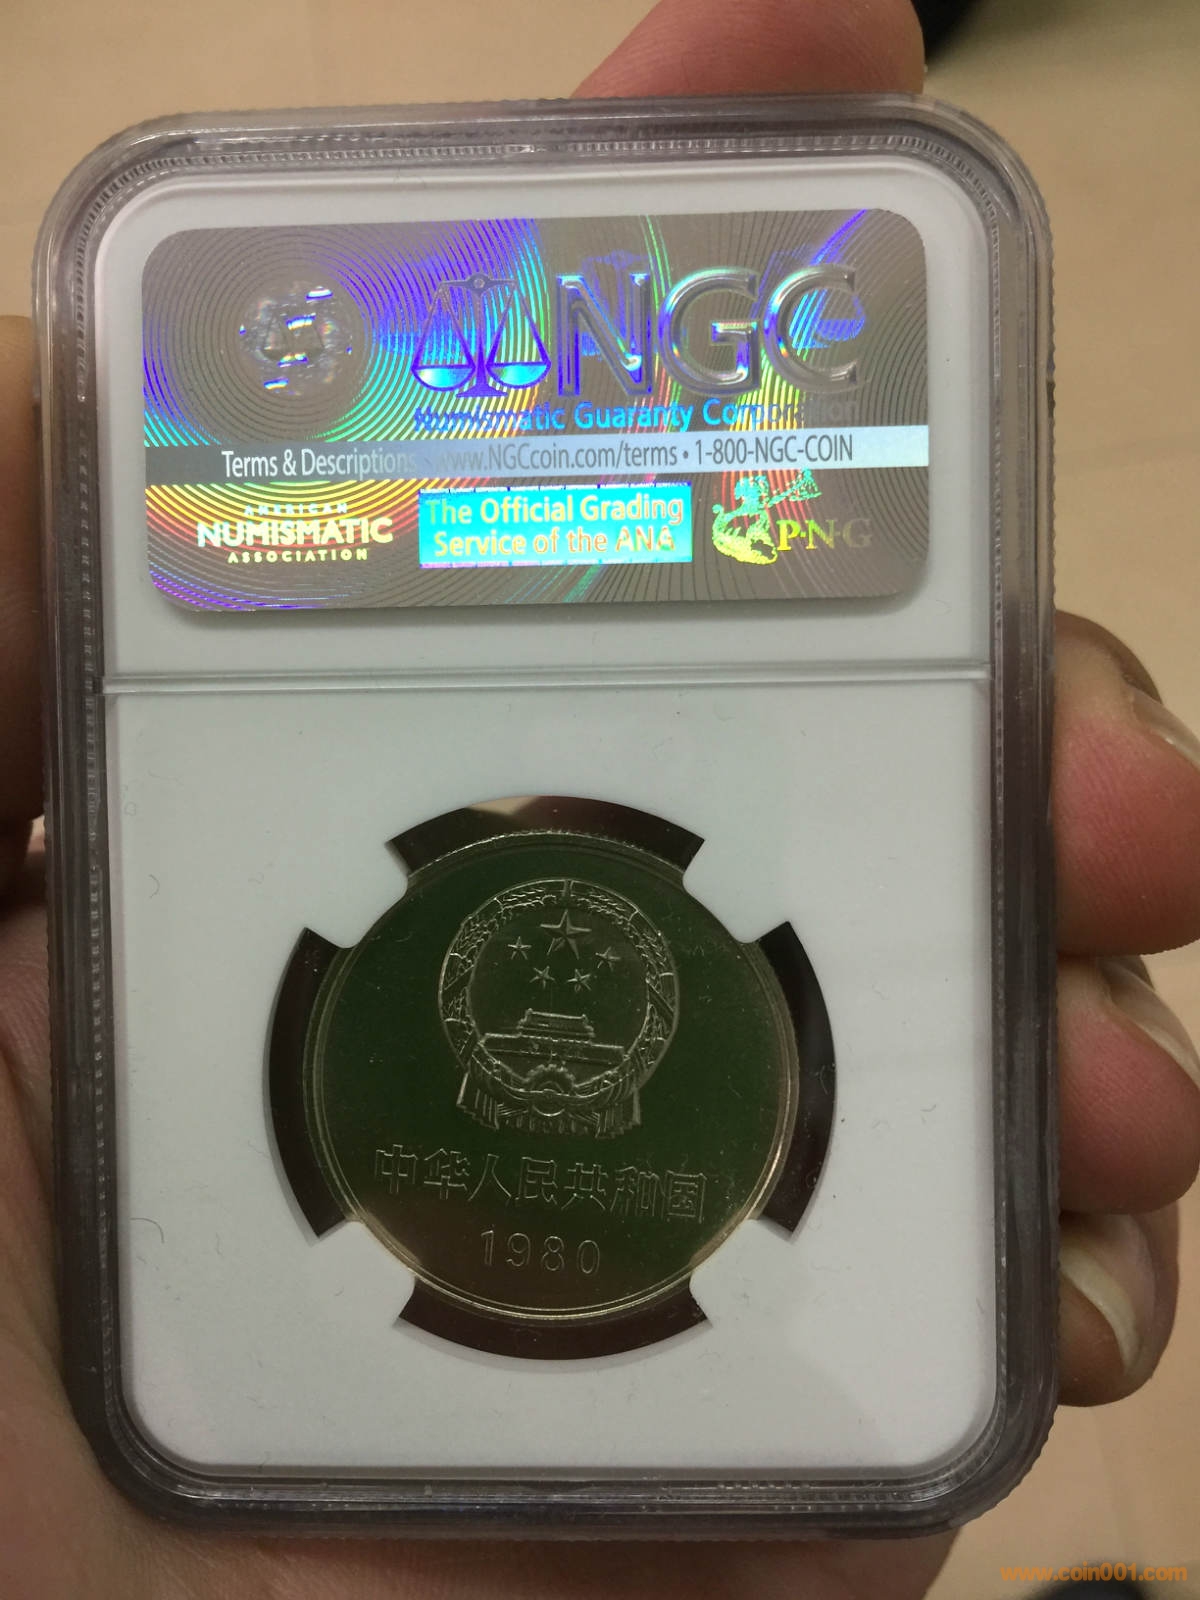 NGC
Numismatic Guaranty Corporation
Terms & Descriptions www.NGCcoin.com/terms • 1-800-NGC-COIN
AMERICAN
NUMISMATIC
ASSOCIATION
The Official Grading
Service of the ANA
P·N·G
中华人民共和国
1980
www.coin001.com